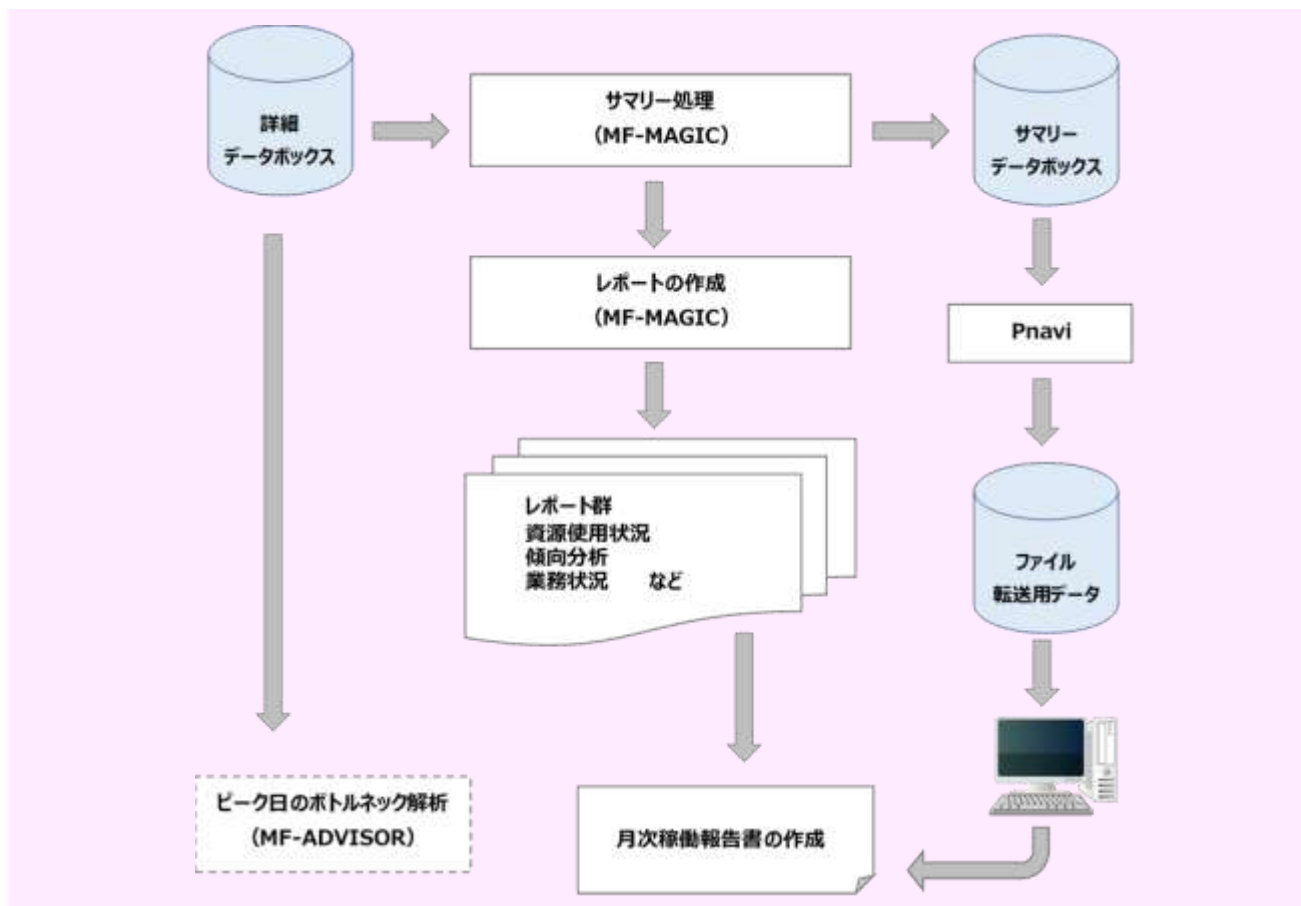 詳細
データボックス
サマリー処理
（MF-MAGIC）
サマリー
データボックス
レポートの作成
（MF-MAGIC）
Pnavi
レポート群
資源使用状況
傾向分析
業務状況　　など
ファイル
転送用データ
ピーク日のボトルネック解析
（MF-ADVISOR）
月次稼働報告書の作成